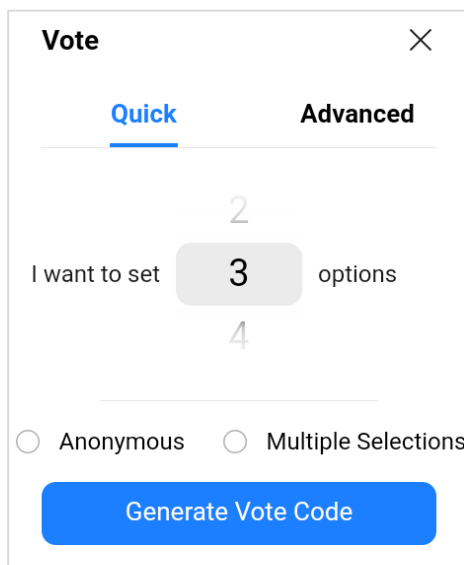 Vote
Quick Advanced
2
I want to set 3 options
4
Anonymous Multiple Selections
Generate Vote Code